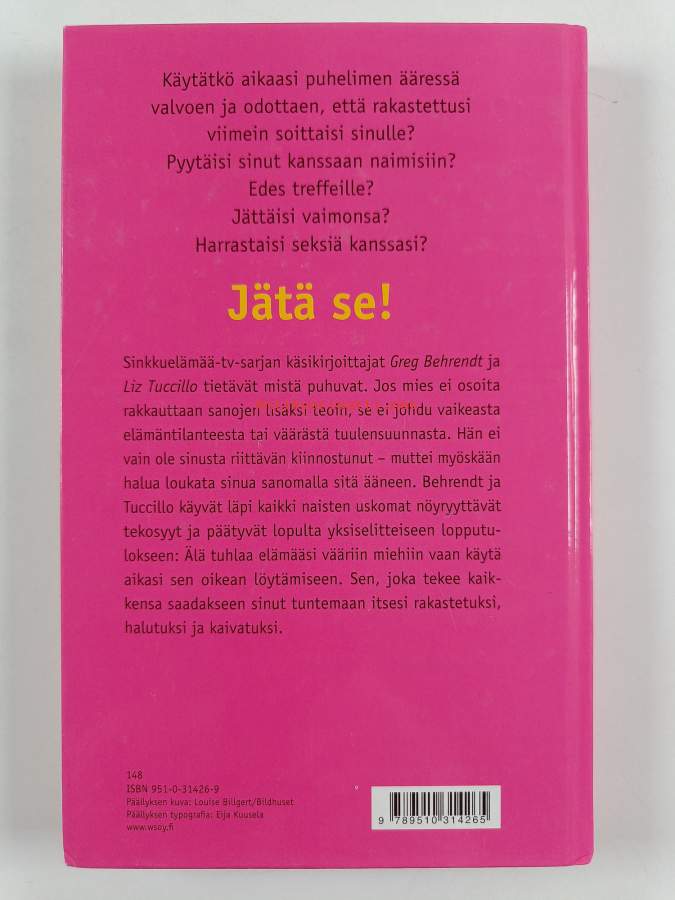 Käytätkö aikaasi puhelimen ääressä
valvoen ja odottaen, että rakastettusi
viimein soittaisi sinulle?
Pyytäisi sinut kanssaan naimisiin?
Edes treffeille?
Jättäisi vaimonsa?
Harrastaisi seksiä kanssasi?
Jätä se!
Sinkkuelämää-tv-sarjan käsikirjoittajat Greg Behrendt ja
Liz Tuccillo tietävät mistä puhuvat. Jos mies ei osoita
rakkauttaan sanojen lisäksi teoin, se ei johdu vaikeasta
elämäntilanteesta tai väärästä tuulensuunnasta. Hän ei
vain ole sinusta riittävän kiinnostunut – muttei myöskään
halua loukata sinua sanomalla sitä ääneen. Behrendt ja
Tuccillo käyvät läpi kaikki naisten uskomat nöyryyttävät
tekosyyt ja päätyvät lopulta yksiselitteiseen lopputu-
lokseen: Älä tuhlaa elämääsi vääriin miehiin vaan käytä
aikasi sen oikean löytämiseen. Sen, joka tekee kaik-
kensa saadakseen sinut tuntemaan itsesi rakastetuksi,
halutuksi ja kaivatuksi.
148
ISBN 951-0-31426-9
Päällyksen kuva: Louise Billgert/Bildhuset
Päällyksen typografia: Eija Kuusela
www.wsoy.fi
9 789510 314265